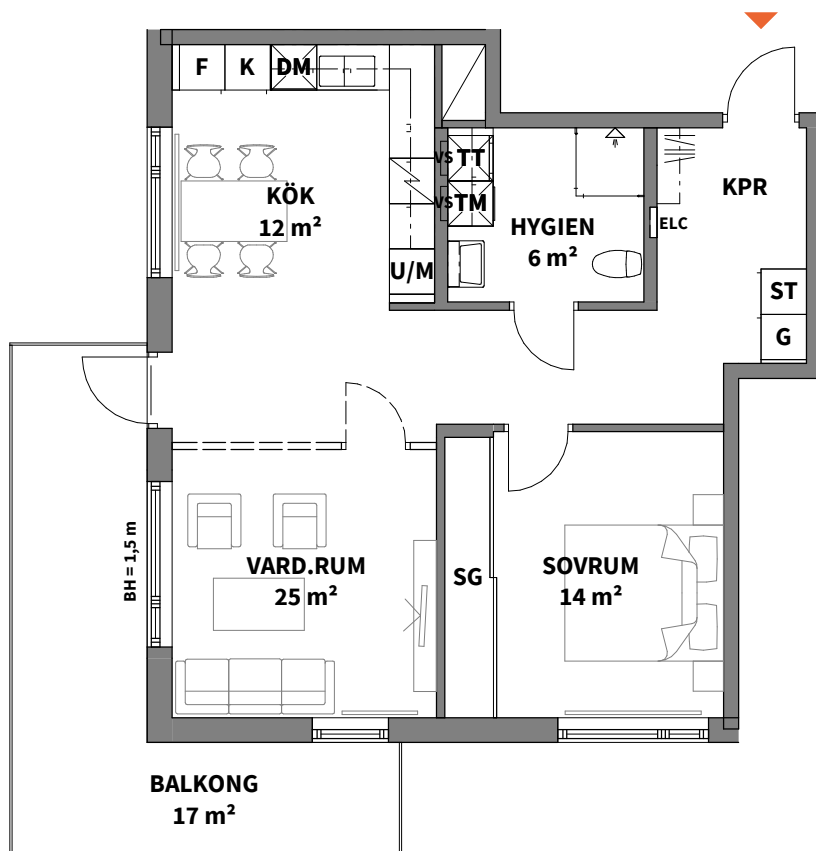 F
K
DM
VS
TT
VS
TM
KPR
KÖK
12 m²
HYGIEN
6 m²
ELC
U/M
ST
G
BH = 1,5 m
VARD.RUM
25 m²
SG
SOVRUM
14 m²
BALKONG
17 m²